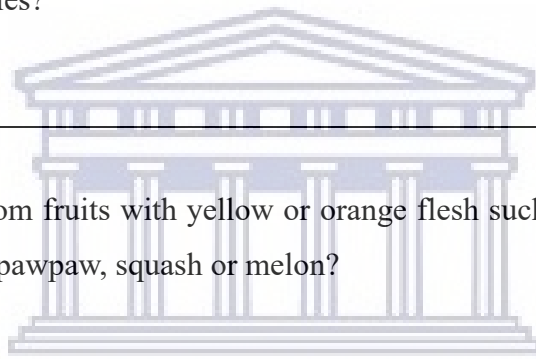 om fruits with yellow or orange flesh such
pawpaw, squash or melon?